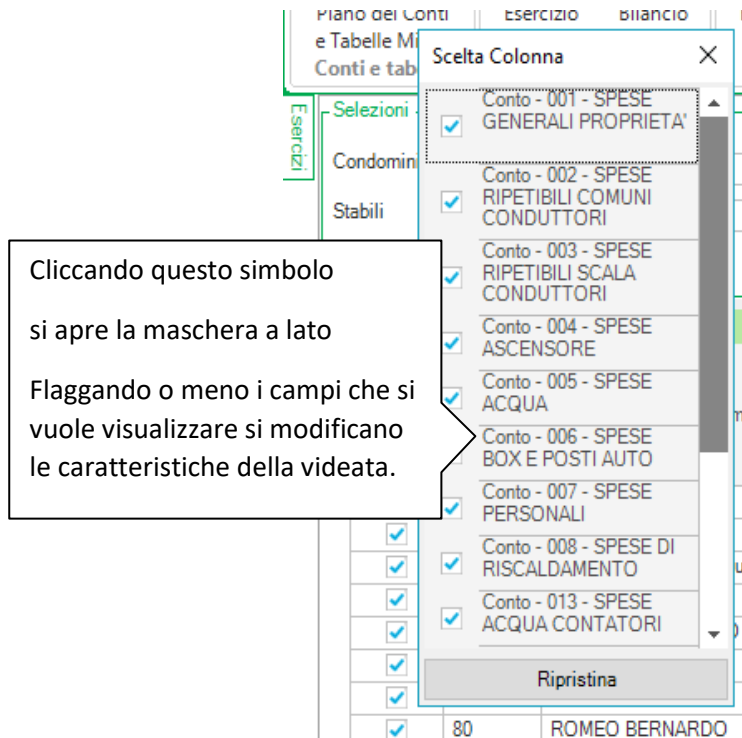 Piano dei Conti
Esercizio
Bilancio
e Tabelle Mi
Conti e tab
Scelta Colonna
Esercizi
Selezioni
Condomini
Stabili
Conto - 001 - SPESE
GENERALI PROPRIETA'
Conto - 002 - SPESE
RIPETIBILI COMUNI
CONDUTTORI
Conto - 003 - SPESE
RIPETIBILI SCALA
CONDUTTORI
Conto - 004 - SPESE
ASCENSORE
Conto - 005 - SPESE
ACQUA
Conto - 006 - SPESE
BOX E POSTI AUTO
Conto - 007 - SPESE
PERSONALI
Conto - 008 - SPESE DI
RISCALDAMENTO
Conto - 013 - SPESE
ACQUA CONTATORI
Ripristina
Cliccando questo simbolo
si apre la maschera a lato
Flaggando o meno i campi che si
vuole visualizzare si modificano
le caratteristiche della videata.
80 ROMEO BERNARDO